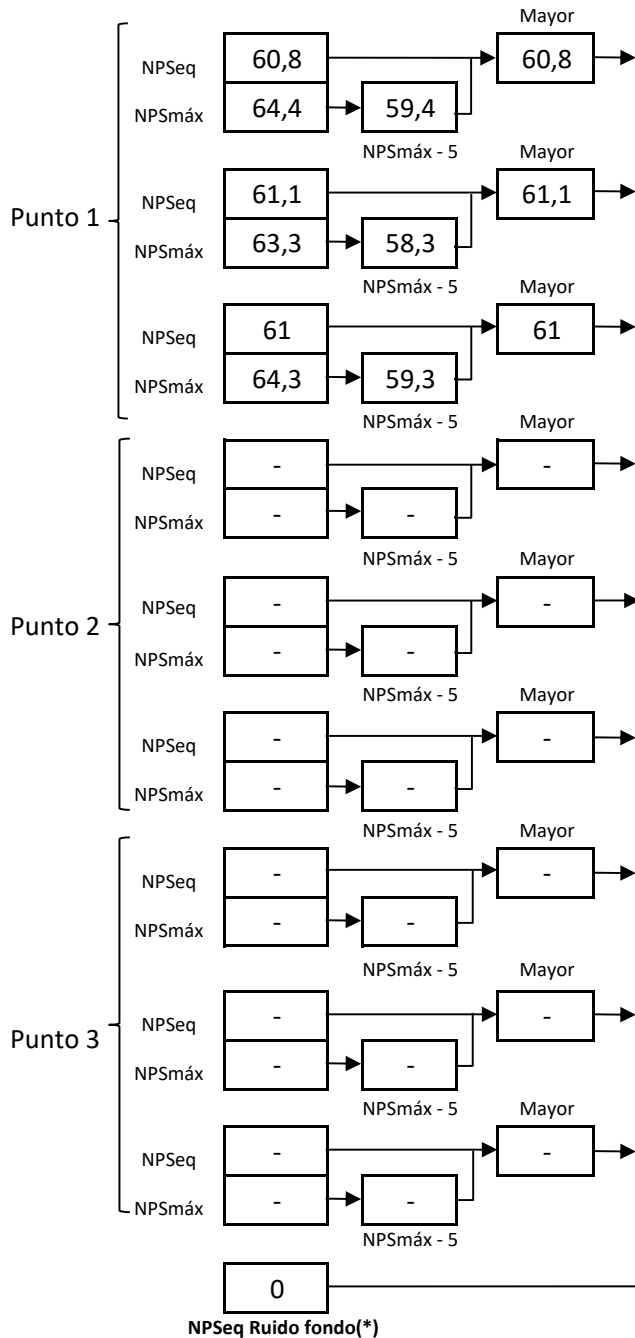 Mayor
NPSeq 60,8 60,8
NPSmáx 64,4 59,4
NPSmáx - 5
Mayor
NPSeq 61,1 61,1
Punto 1
NPSmáx 63,3 58,3
NPSmáx - 5
Mayor
NPSeq 61 61
NPSmáx 64,3 59,3
NPSmáx - 5
Mayor
NPSeq - -
NPSmáx - -
NPSmáx - 5
Mayor
NPSeq - -
Punto 2
NPSmáx - -
NPSmáx - 5
Mayor
NPSeq - -
NPSmáx - -
NPSmáx - 5
Mayor
NPSeq - -
NPSmáx - -
NPSmáx - 5
Mayor
NPSeq - -
Punto 3
NPSmáx - -
NPSmáx - 5
Mayor
NPSeq - -
NPSmáx - -
NPSmáx - 5
0
NPSeq Ruido fondo(*)